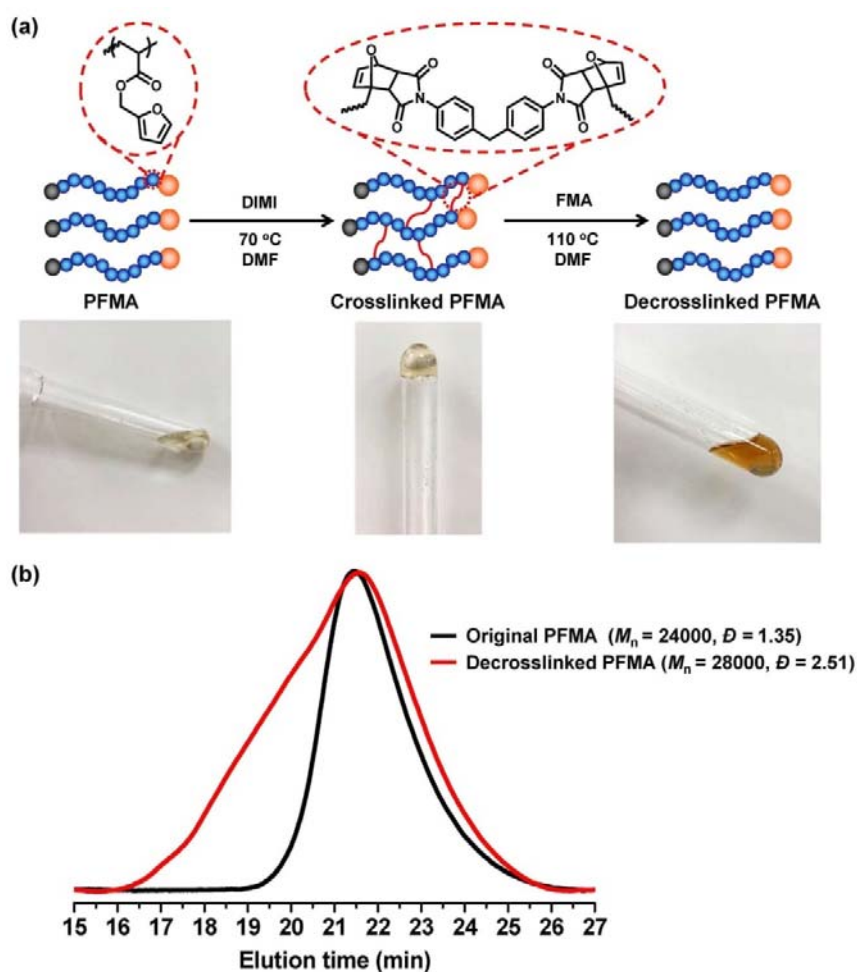 (a)
O
O
O
O
N
O
O
N
O
O
DIMI
70 °C
DMF
FMA
110 °C
DMF
PFMA
Crosslinked PFMA
Decrosslinked PFMA
(b)
Original PFMA (Mn = 24000, Đ = 1.35)
Decrosslinked PFMA (Mn = 28000, Đ = 2.51)
15 16 17 18 19 20 21 22 23 24 25 26 27
Elution time (min)